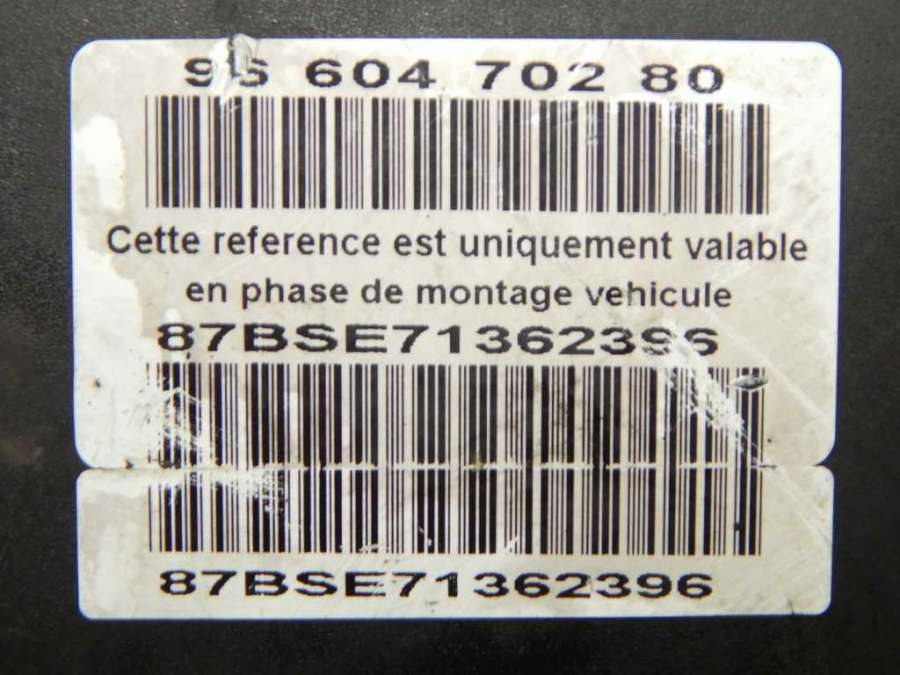 96 604 702 80
Cette reference est uniquement valable
en phase de montage vehicule
87BSE71362396
87BSE71362396